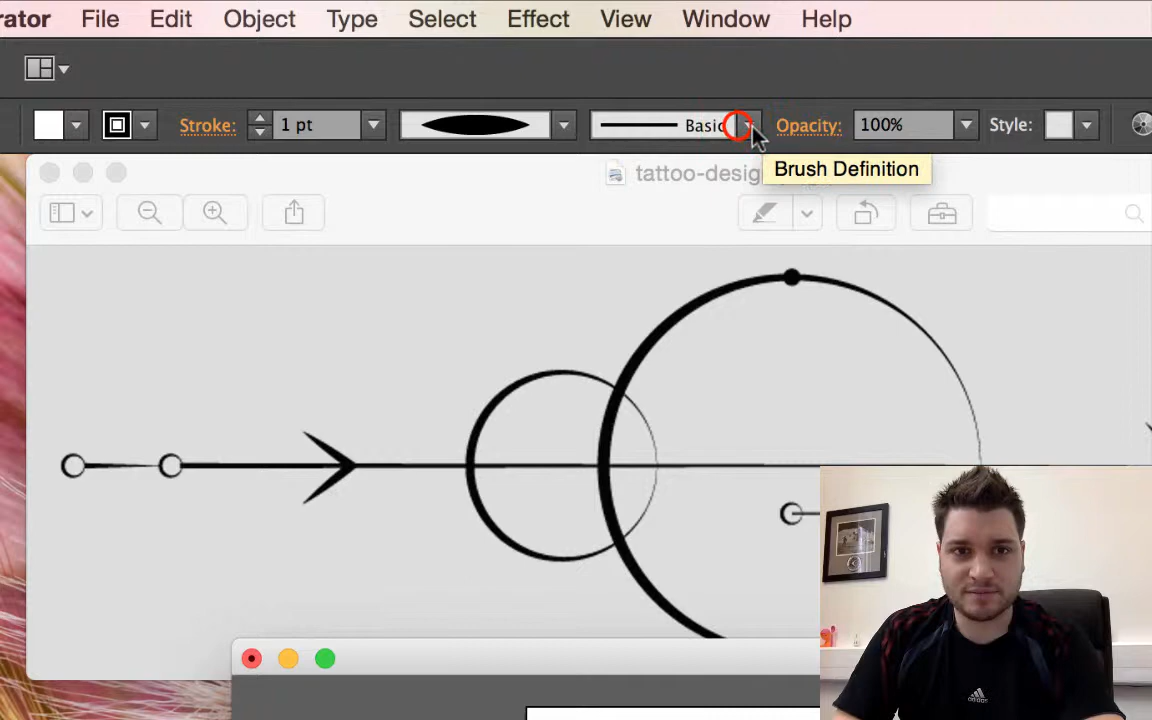 rator File Edit Object Type Select Effect View Window Help
Stroke: 1 pt Basic Opacity: 100% Style:
Brush Definition
tattoo-desig
adidas